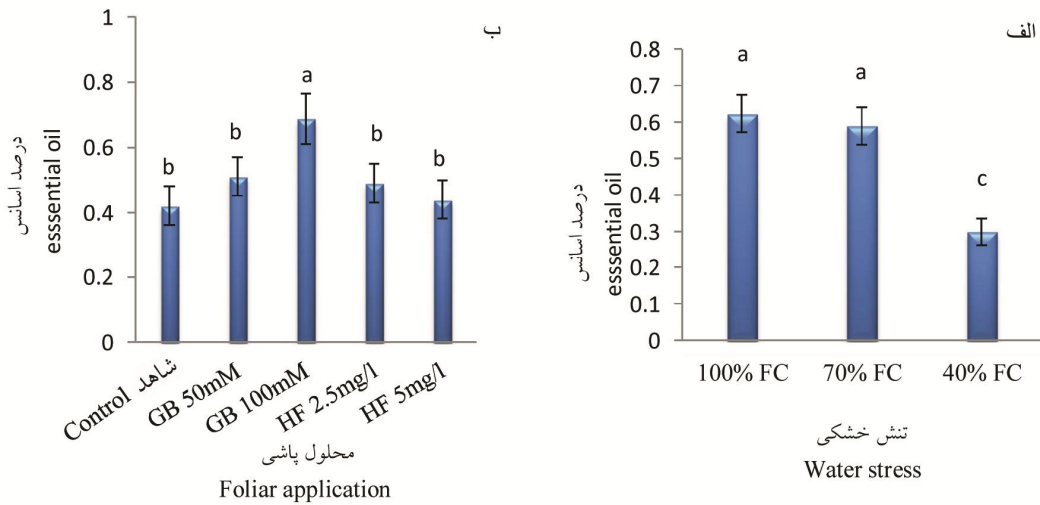 ب
1
0.8
0.6
0.4
0.2
0
درصد اسانس
esssential oil
b
b
a
b
b
Control شاهد
GB 50mM
GB 100mM
HF 2.5mg/l
HF 5mg/l
محلول پاشی
Foliar application
الف
0.8
0.7
0.6
0.5
0.4
0.3
0.2
0.1
0
درصد اسانس
esssential oil
a
a
c
100% FC
70% FC
40% FC
تنش خشکی
Water stress